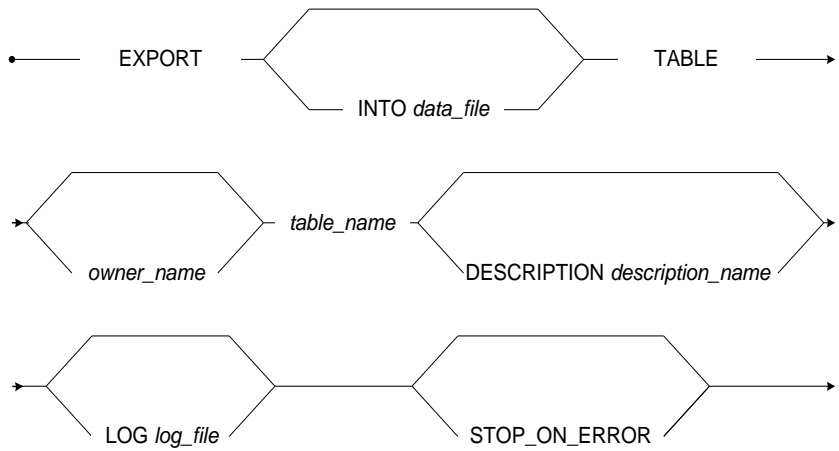 EXPORT TABLE
INTO data_file
table_name
owner_name DESCRIPTION description_name
LOG log_file STOP_ON_ERROR